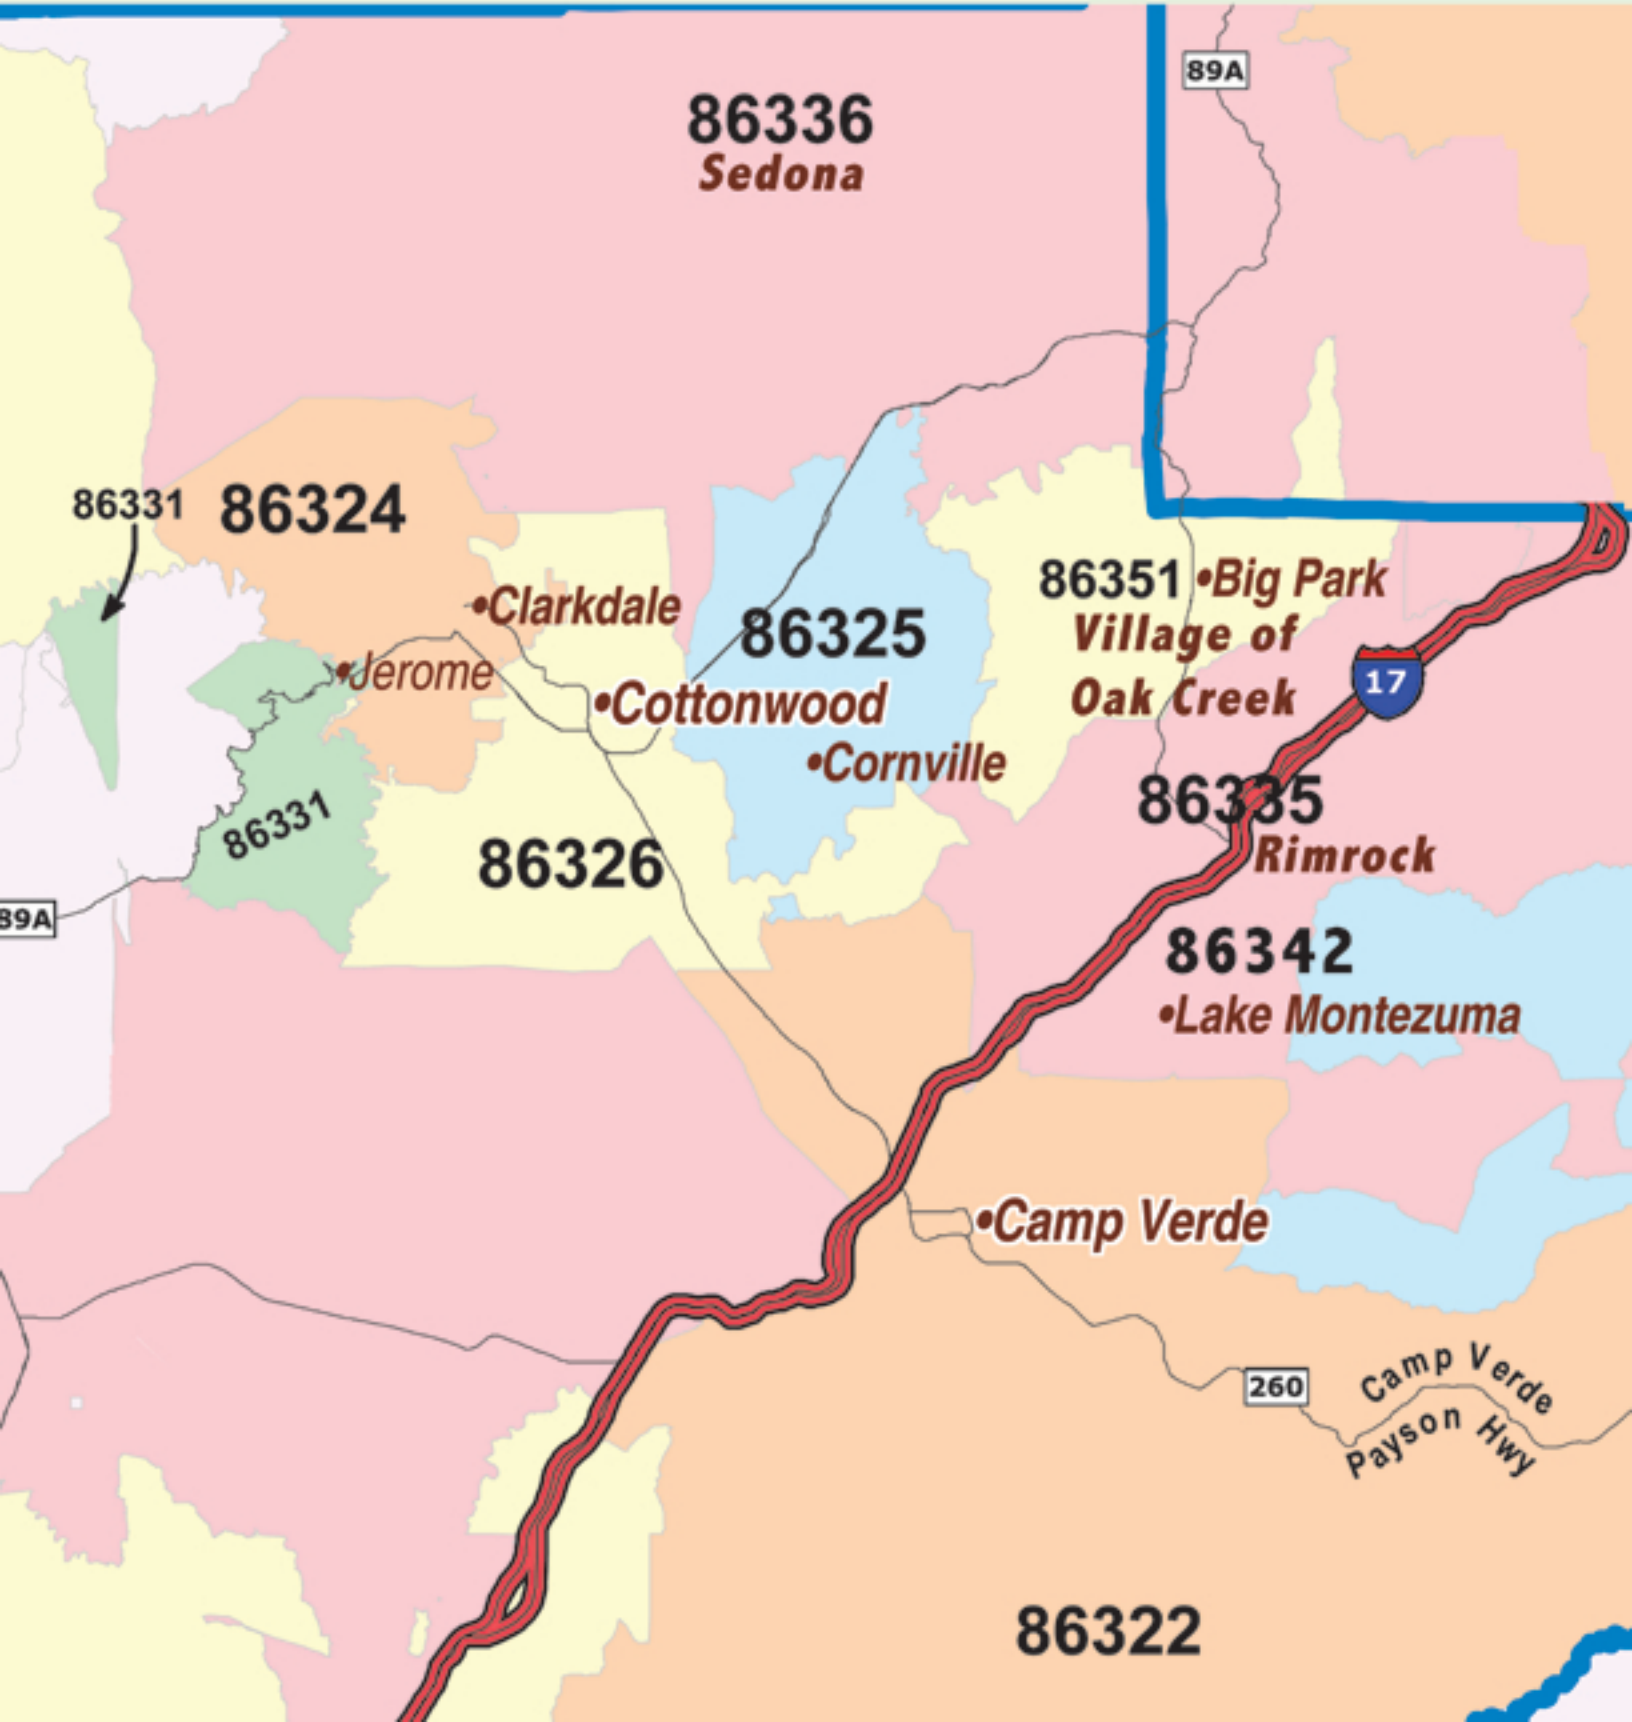 89A
86336
Sedona
86331
86324
86351 •Big Park
Village of
Oak Creek
•Clarkdale
86325
•Jerome
•Cottonwood
17
•Cornville
86335
Rimrock
86331
86326
89A
86342
•Lake Montezuma
•Camp Verde
260
Camp Verde
Payson Hwy
86322